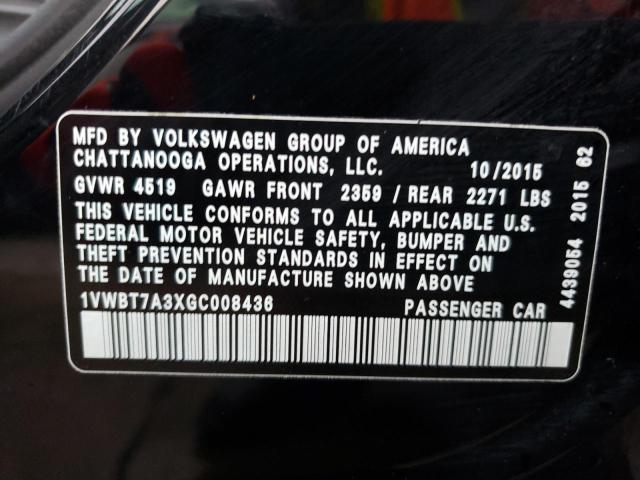 MFD BY VOLKSWAGEN GROUP OF AMERICA
CHATTANOOGA OPERATIONS, LLC. 10/2015
GVWR 4519 GAWR FRONT 2359 / REAR 2271 LBS
THIS VEHICLE CONFORMS TO ALL APPLICABLE U.S.
FEDERAL MOTOR VEHICLE SAFETY, BUMPER AND
THEFT PREVENTION STANDARDS IN EFFECT ON
THE DATE OF MANUFACTURE SHOWN ABOVE
1VWBT7A3XGC008436 PASSENGER CAR
4439054 2015 62